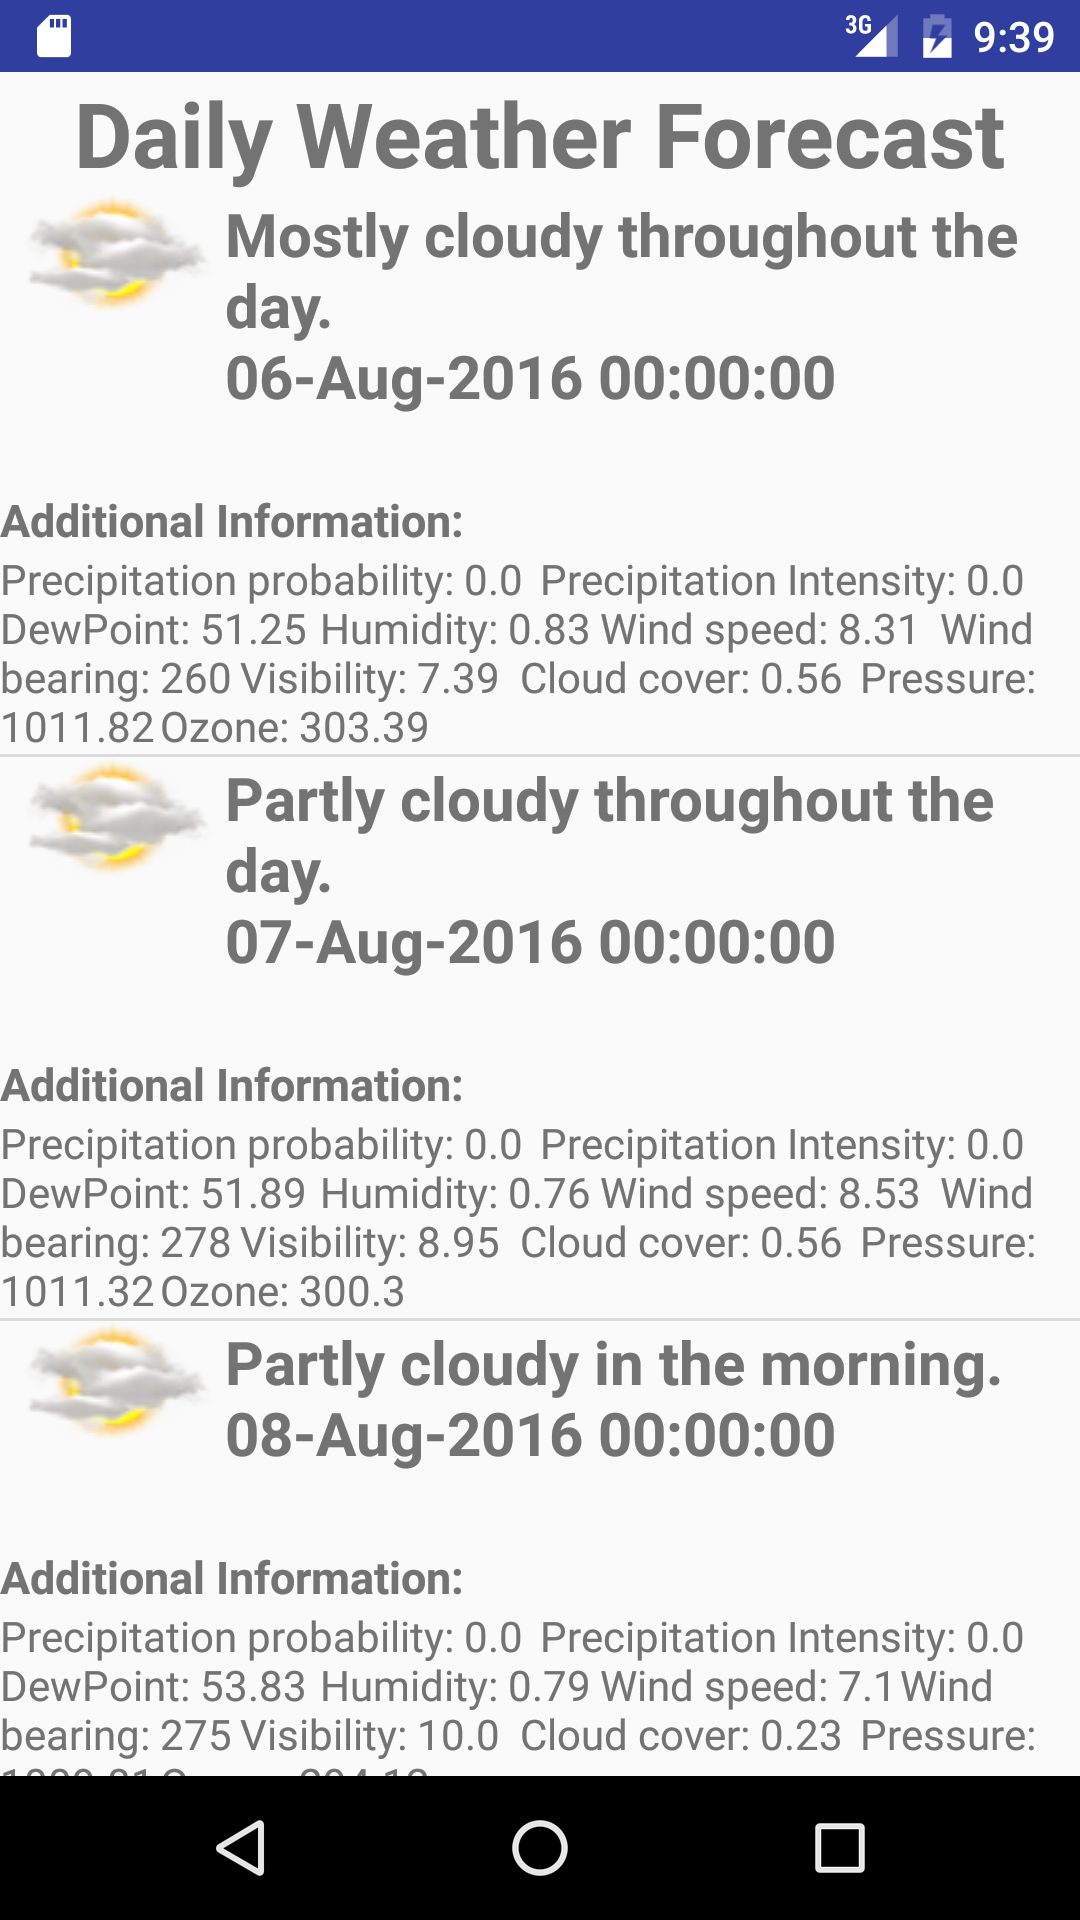 3G 9:39
Daily Weather Forecast
Mostly cloudy throughout the
day.
06-Aug-2016 00:00:00
Additional Information:
Precipitation probability: 0.0 Precipitation Intensity: 0.0
DewPoint: 51.25 Humidity: 0.83 Wind speed: 8.31 Wind
bearing: 260 Visibility: 7.39 Cloud cover: 0.56 Pressure:
1011.82 Ozone: 303.39
Partly cloudy throughout the
day.
07-Aug-2016 00:00:00
Additional Information:
Precipitation probability: 0.0 Precipitation Intensity: 0.0
DewPoint: 51.89 Humidity: 0.76 Wind speed: 8.53 Wind
bearing: 278 Visibility: 8.95 Cloud cover: 0.56 Pressure:
1011.32 Ozone: 300.3
Partly cloudy in the morning.
08-Aug-2016 00:00:00
Additional Information:
Precipitation probability: 0.0 Precipitation Intensity: 0.0
DewPoint: 53.83 Humidity: 0.79 Wind speed: 7.1 Wind
bearing: 275 Visibility: 10.0 Cloud cover: 0.23 Pressure: